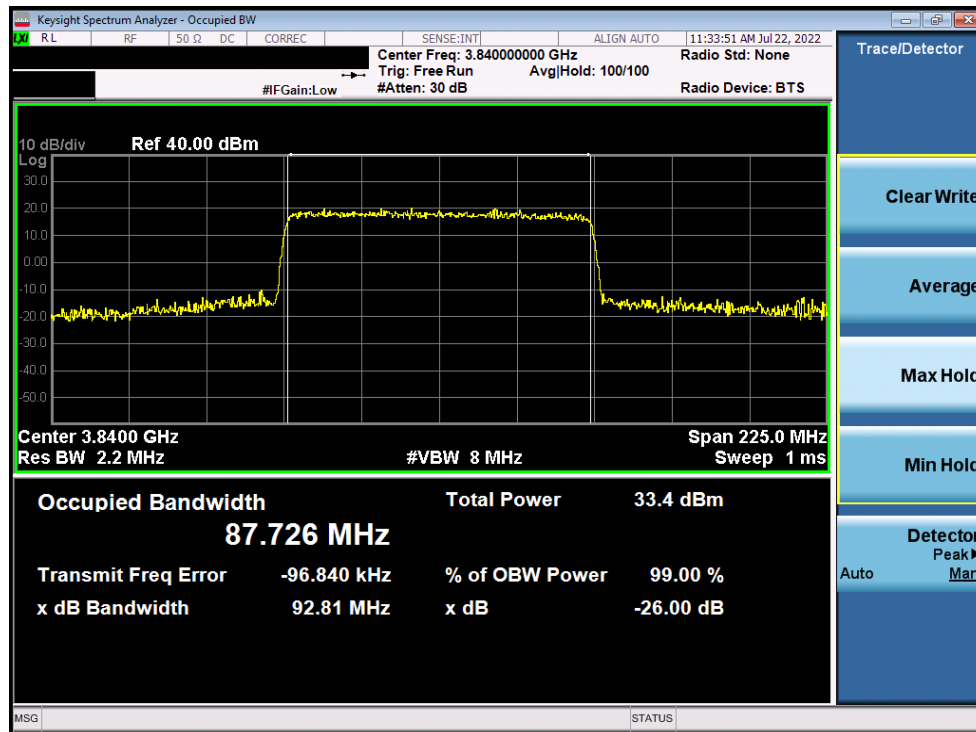 Keysight Spectrum Analyzer - Occupied BW
LXI RL RF 50 Ω DC CORREC SENSE:INT ALIGN AUTO 11:33:51 AM Jul 22, 2022
Center Freq: 3.840000000 GHz Radio Std: None
Trig: Free Run Avg|Hold: 100/100
#IFGain:Low #Atten: 30 dB Radio Device: BTS
10 dB/div Ref 40.00 dBm
Log
30.0
20.0
10.0
0.00
-10.0
-20.0
-30.0
-40.0
-50.0
Center 3.8400 GHz Span 225.0 MHz
Res BW 2.2 MHz #VBW 8 MHz Sweep 1 ms
Occupied Bandwidth Total Power 33.4 dBm
87.726 MHz
Transmit Freq Error -96.840 kHz % of OBW Power 99.00 %
x dB Bandwidth 92.81 MHz x dB -26.00 dB
MSG STATUS
Trace/Detector
Clear Write
Average
Max Hold
Min Hold
Detector
Peak▶
Auto Man